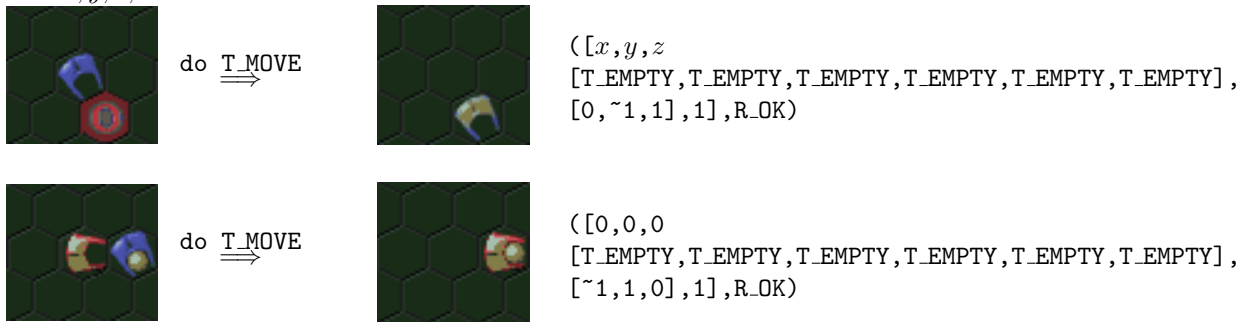 do T_MOVE
⟹
([x,y,z
[T_EMPTY,T_EMPTY,T_EMPTY,T_EMPTY,T_EMPTY,T_EMPTY],
[0,~1,1],1],R_OK)
do T_MOVE
⟹
([0,0,0
[T_EMPTY,T_EMPTY,T_EMPTY,T_EMPTY,T_EMPTY,T_EMPTY],
[~1,1,0],1],R_OK)